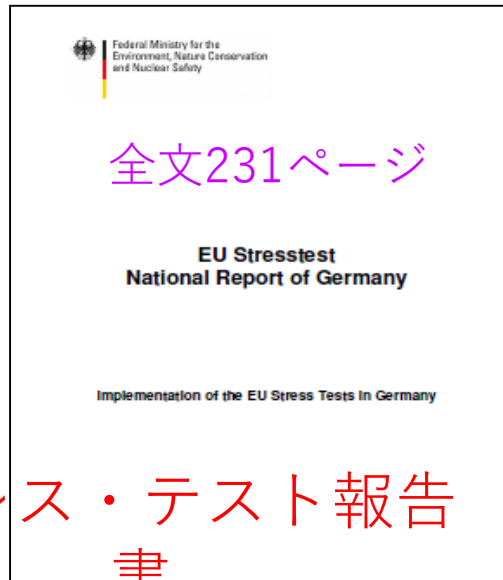 Federal Ministry for the
Environment, Nature Conservation
and Nuclear Safety
全文231ページ
EU Stresstest
National Report of Germany
Implementation of the EU Stress Tests in Germany
ス・テスト報告
書